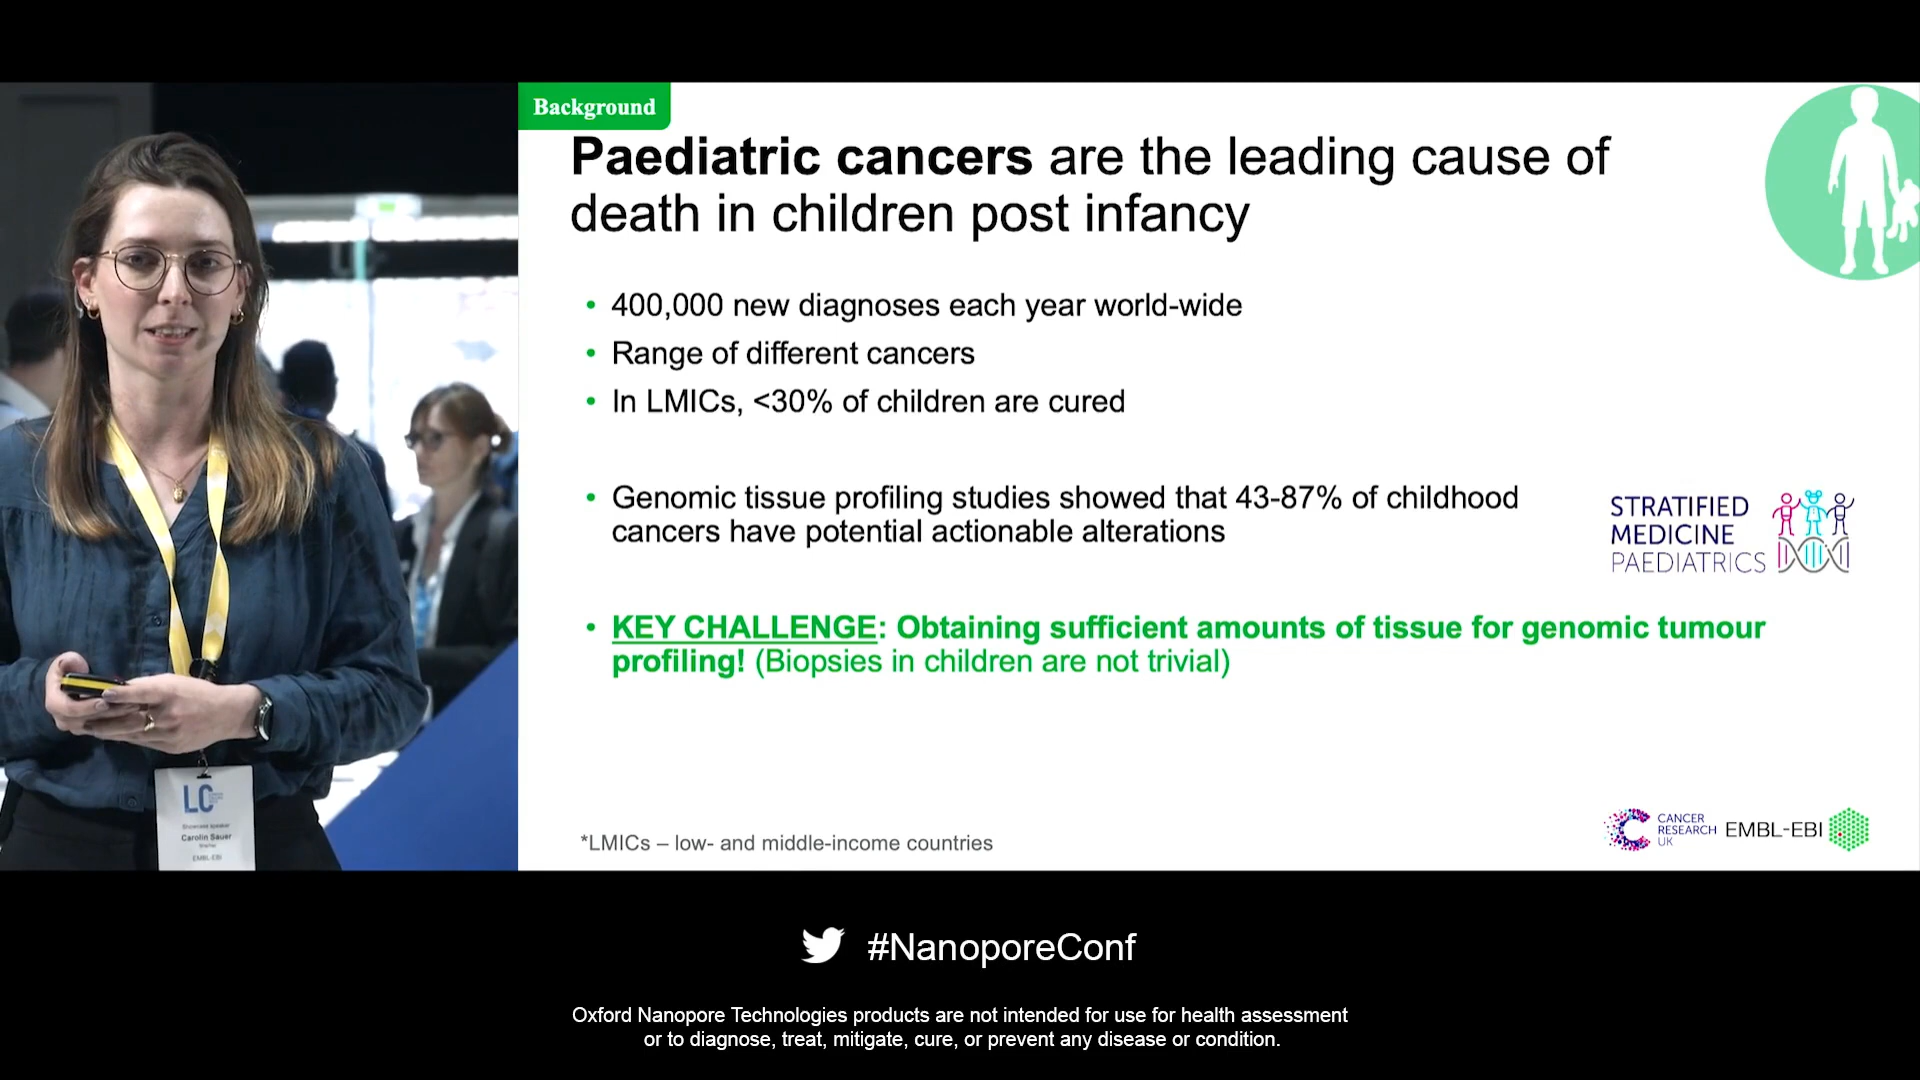 Background
Paediatric cancers are the leading cause of
death in children post infancy
• 400,000 new diagnoses each year world-wide
• Range of different cancers
• In LMICs, <30% of children are cured
• Genomic tissue profiling studies showed that 43-87% of childhood
cancers have potential actionable alterations
STRATIFIED
MEDICINE
PAEDIATRICS
• KEY CHALLENGE: Obtaining sufficient amounts of tissue for genomic tumour
profiling! (Biopsies in children are not trivial)
*LMICs – low- and middle-income countries
CANCER
RESEARCH
UK
EMBL-EBI
LC
Showcase speaker
Carolin Sauer
EMBL-EBI
#NanoporeConf
Oxford Nanopore Technologies products are not intended for use for health assessment
or to diagnose, treat, mitigate, cure, or prevent any disease or condition.